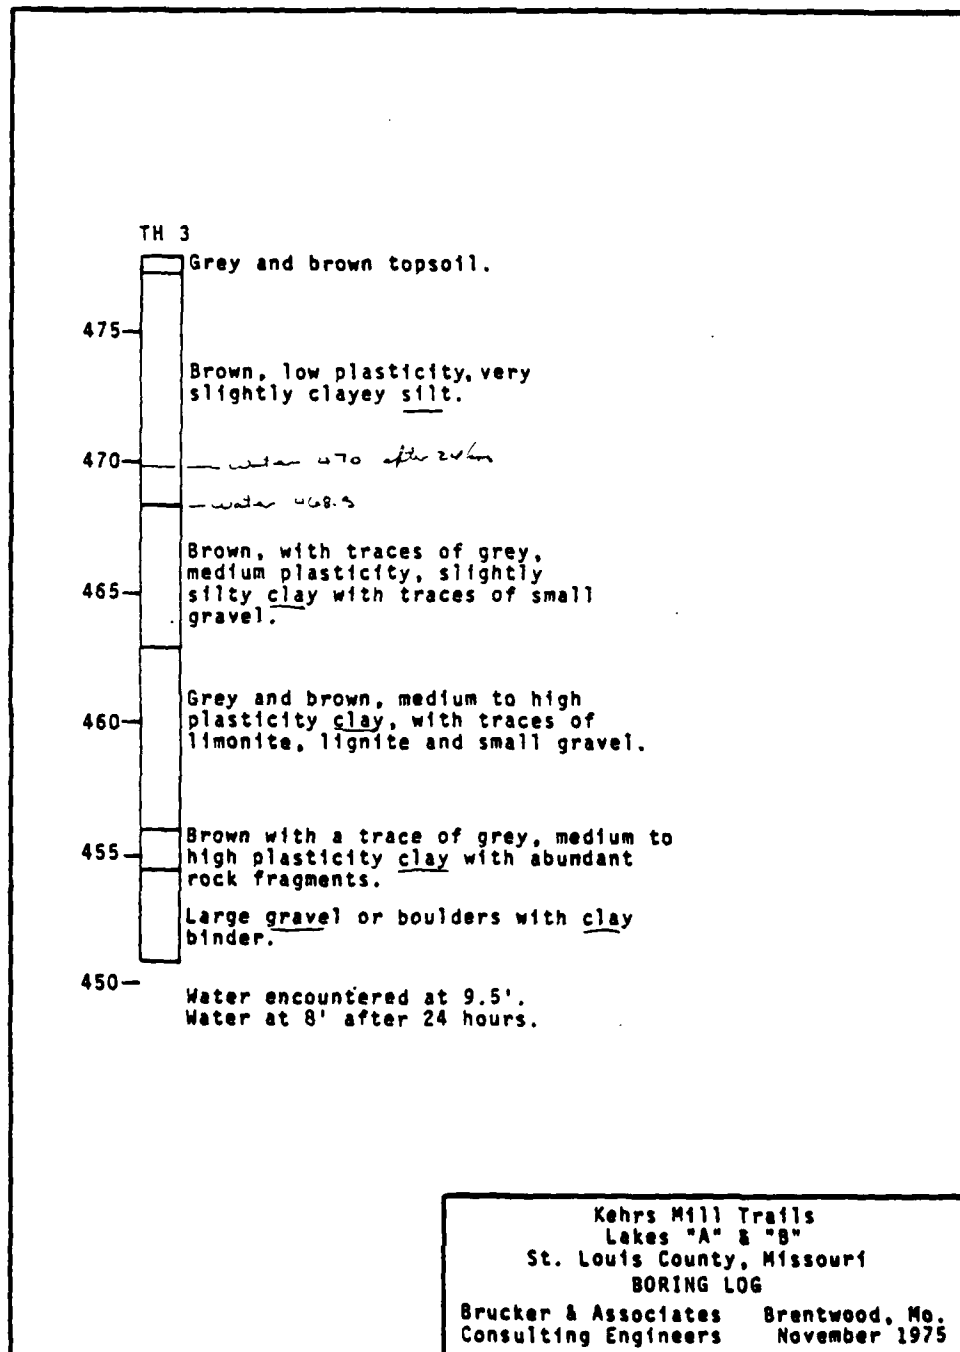 TH 3
Grey and brown topsoil.
475
Brown, low plasticity, very
slightly clayey silt.
470
water 470 after 24 hrs
water 468.5
Brown, with traces of grey,
medium plasticity, slightly
465
silty clay with traces of small
gravel.
Grey and brown, medium to high
460
plasticity clay, with traces of
limonite, lignite and small gravel.
Brown with a trace of grey, medium to
455
high plasticity clay with abundant
rock fragments.
Large gravel or boulders with clay
binder.
450
Water encountered at 9.5'.
Water at 8' after 24 hours.
Kehrs Mill Trails
Lakes "A" & "B"
St. Louis County, Missouri
BORING LOG
Brucker & Associates Brentwood, Mo.
Consulting Engineers November 1975